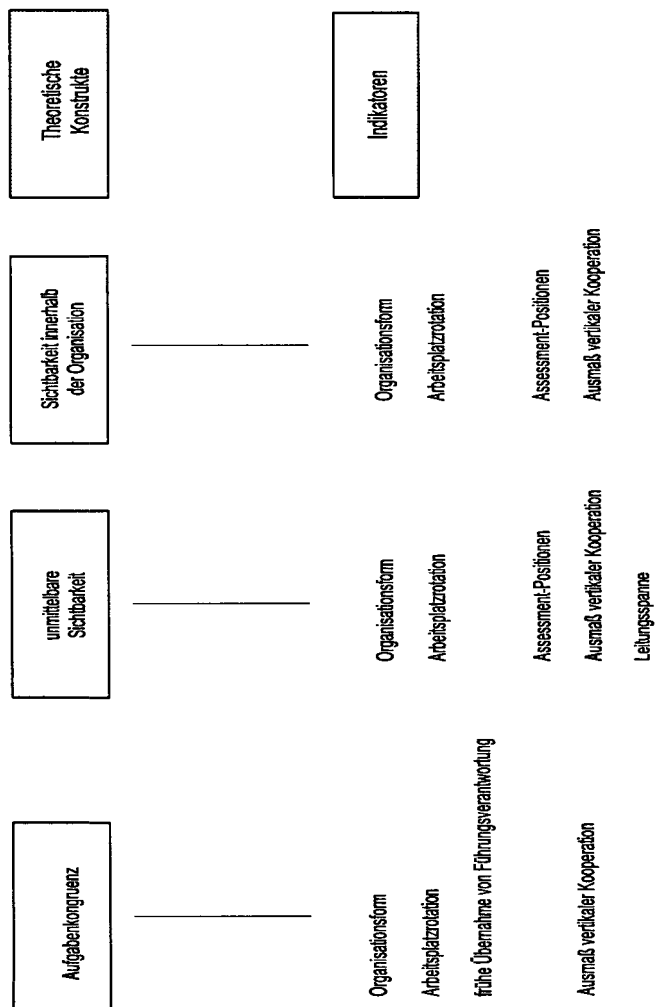 Aufgabenkongruenz
unmittelbare
Sichtbarkeit
Sichtbarkeit innerhalb
der Organisation
Theoretische
Konstrukte
Organisationsform
Arbeitsplatzrotation
frühe Übernahme von Führungsverantwortung
Ausmaß vertikaler Kooperation
Organisationsform
Arbeitsplatzrotation
Assessment-Positionen
Ausmaß vertikaler Kooperation
Leitungsspanne
Organisationsform
Arbeitsplatzrotation
Assessment-Positionen
Ausmaß vertikaler Kooperation
Indikatoren